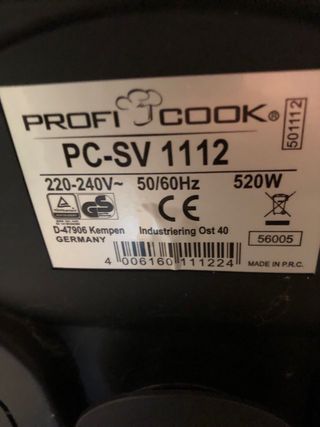 PROFI COOK®
501112
PC-SV 1112
220-240V~ 50/60Hz 520W
CE
D-47906 Kempen Industriering Ost 40
GERMANY
56005
4 006160 111224
MADE IN P.R.C.